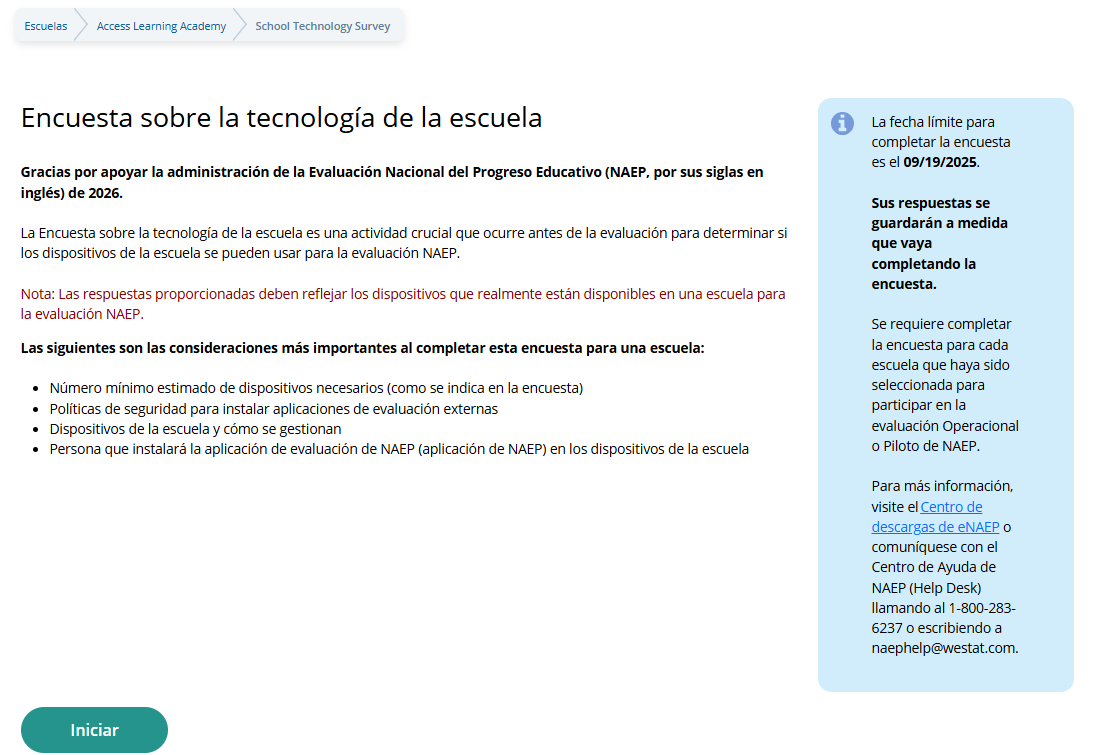 Escuelas
Access Learning Academy
School Technology Survey
Encuesta sobre la tecnología de la escuela
Gracias por apoyar la administración de la Evaluación Nacional del Progreso Educativo (NAEP, por sus siglas en
inglés) de 2026.
La Encuesta sobre la tecnología de la escuela es una actividad crucial que ocurre antes de la evaluación para determinar si
los dispositivos de la escuela se pueden usar para la evaluación NAEP.
Nota: Las respuestas proporcionadas deben reflejar los dispositivos que realmente están disponibles en una escuela para
la evaluación NAEP.
Las siguientes son las consideraciones más importantes al completar esta encuesta para una escuela:
• Número mínimo estimado de dispositivos necesarios (como se indica en la encuesta)
• Políticas de seguridad para instalar aplicaciones de evaluación externas
• Dispositivos de la escuela y cómo se gestionan
• Persona que instalará la aplicación de evaluación de NAEP (aplicación de NAEP) en los dispositivos de la escuela
Iniciar
La fecha límite para
completar la encuesta
es el 09/19/2025.
Sus respuestas se
guardarán a medida
que vaya
completando la
encuesta.
Se requiere completar
la encuesta para cada
escuela que haya sido
seleccionada para
participar en la
evaluación Operacional
o Piloto de NAEP.
Para más información,
visite el Centro de
descargas de eNAEP o
comuníquese con el
Centro de Ayuda de
NAEP (Help Desk)
llamando al 1-800-283-
6237 o escribiendo a
naephelp@westat.com.